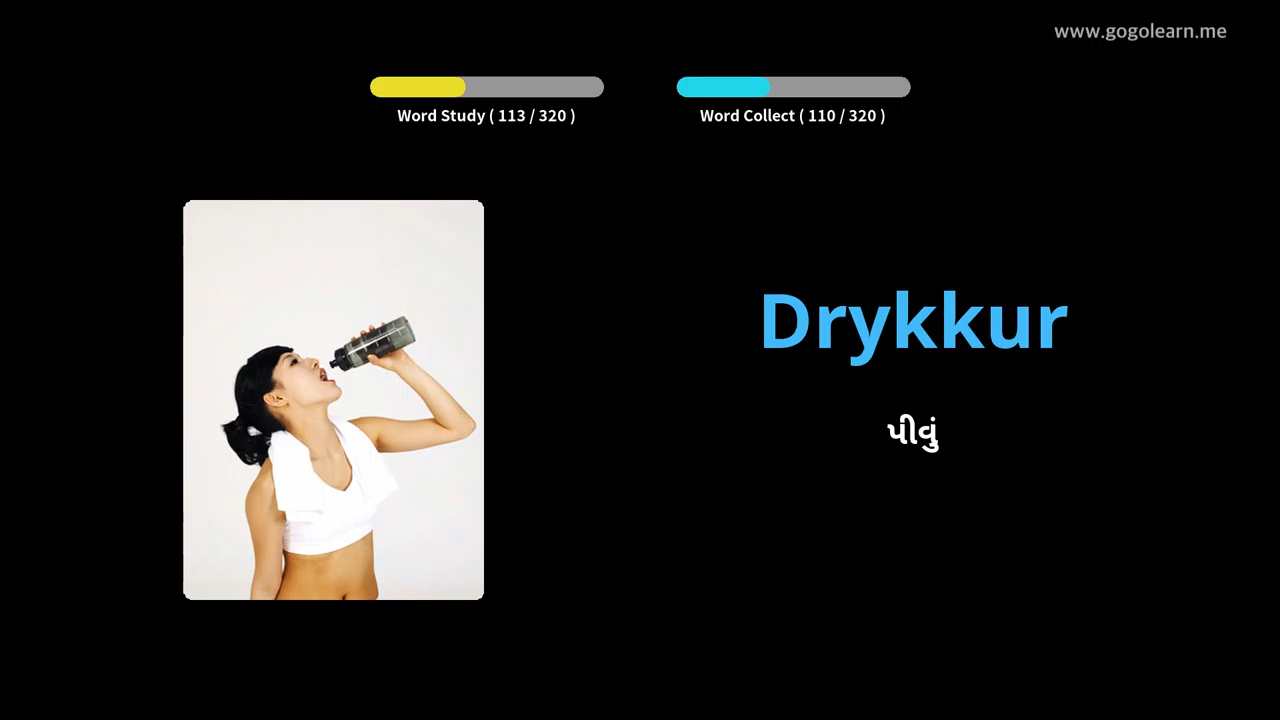 www.gogolearn.me
Word Study ( 113 / 320 )
Word Collect ( 110 / 320 )
Drykkur
પીવું